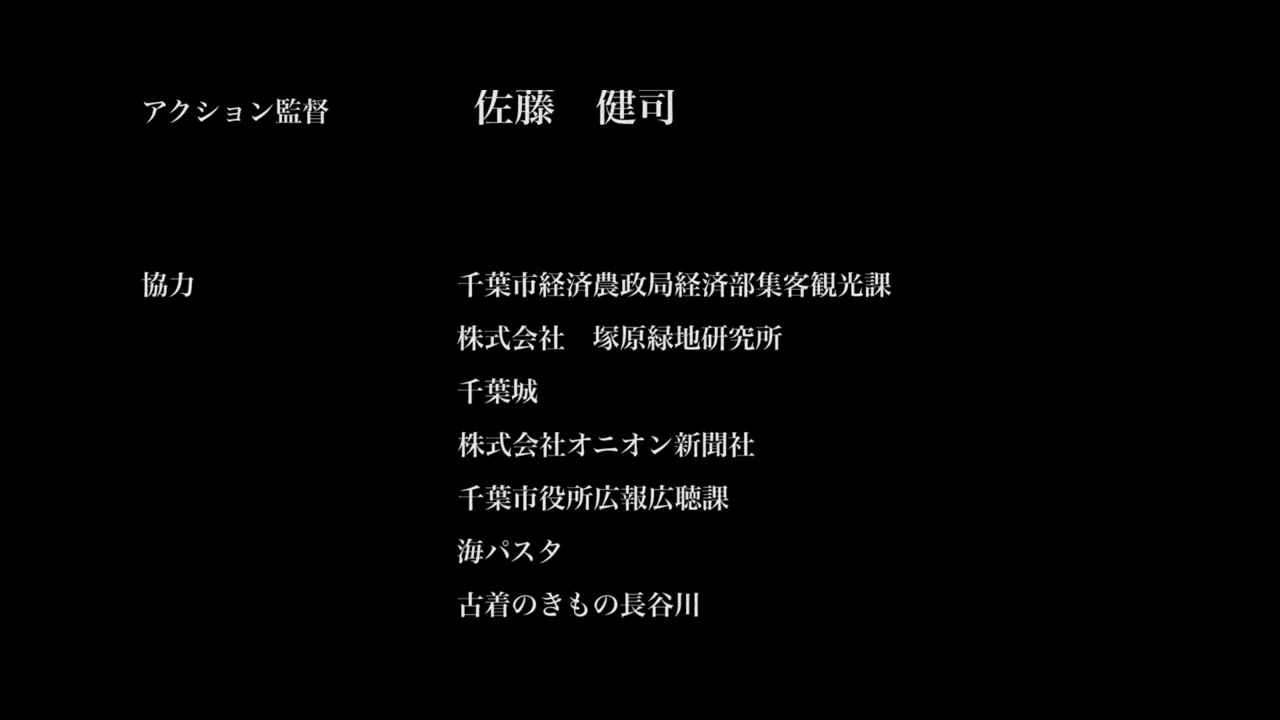 アクション監督　佐藤　健司
協力　千葉市経済農政局経済部集客観光課
株式会社　塚原緑地研究所
千葉城
株式会社オニオン新聞社
千葉市役所広報広聴課
海パスタ
古着のきもの長谷川